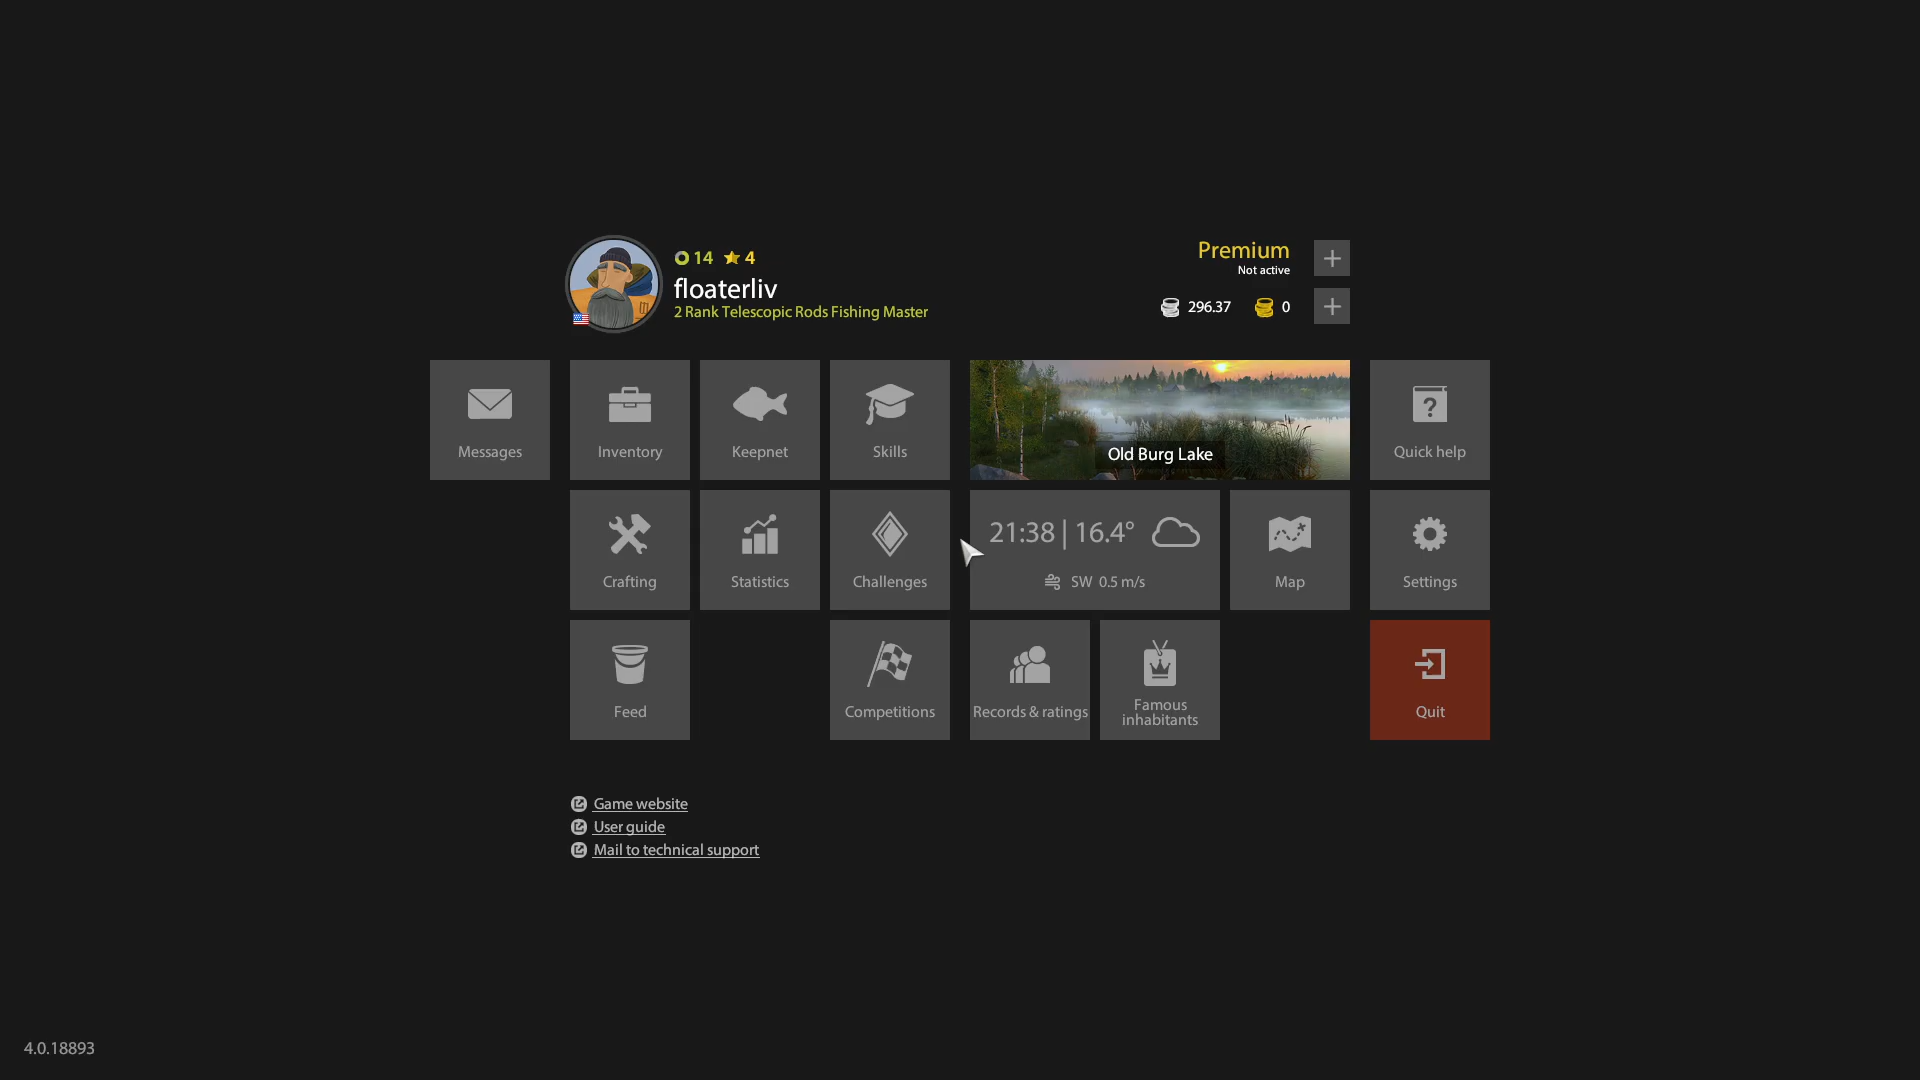 14 4
floaterliv
2 Rank Telescopic Rods Fishing Master
Premium
Not active
296.37 0
Messages
Inventory
Keepnet
Skills
Old Burg Lake
Quick help
Crafting
Statistics
Challenges
21:38 | 16.4°
SW 0.5 m/s
Map
Settings
Feed
Competitions
Records & ratings
Famous
inhabitants
Quit
Game website
User guide
Mail to technical support
4.0.18893